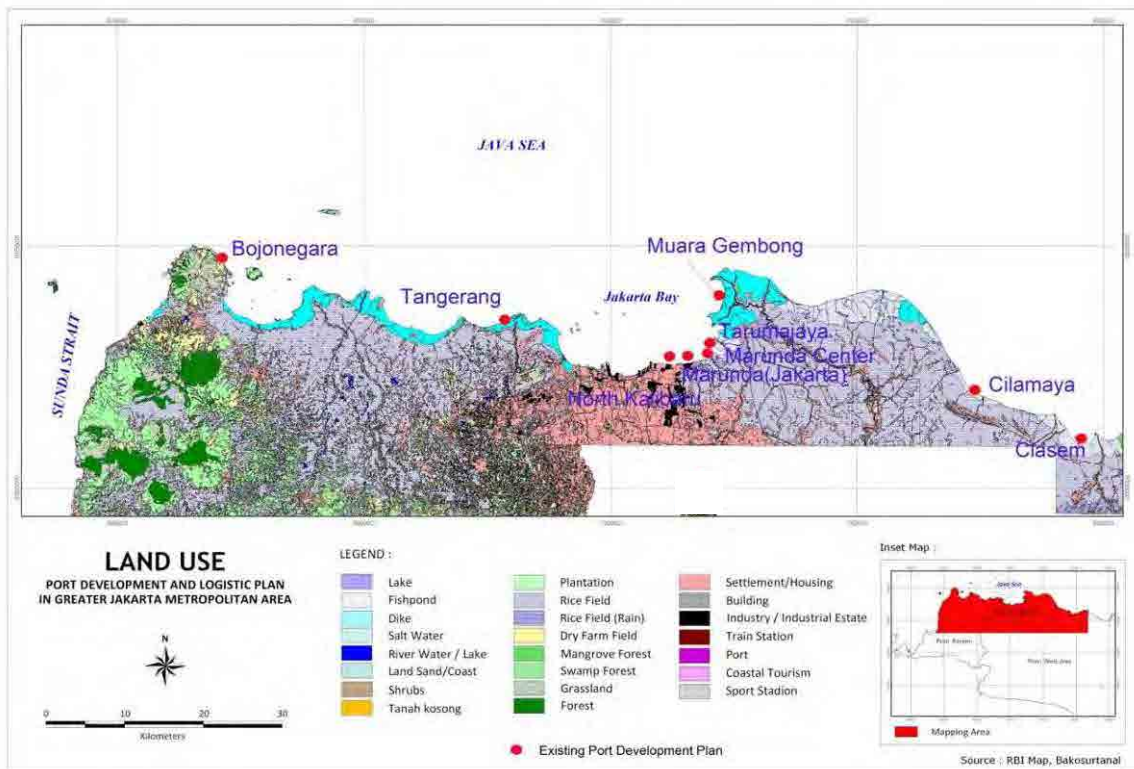 JAVA SEA
Bojonegara
Muara Gembong
Tangerang
Jakarta Bay
SUNDA STRAIT
Tarumajaya
Marunda Center
Marunda(Jakarta)
North Kalibaru
Cilamaya
Ciasem
LAND USE
PORT DEVELOPMENT AND LOGISTIC PLAN
IN GREATER JAKARTA METROPOLITAN AREA
N
0 10 20 30
Kilometers
LEGEND :
Lake
Fishpond
Dike
Salt Water
River Water / Lake
Land Sand/Coast
Shrubs
Tanah kosong
Plantation
Rice Field
Rice Field (Rain)
Dry Farm Field
Mangrove Forest
Swamp Forest
Grassland
Forest
Settlement/Housing
Building
Industry / Industrial Estate
Train Station
Port
Coastal Tourism
Sport Stadion
Existing Port Development Plan
Inset Map :
Mapping Area
Source : RBI Map, Bakosurtanal